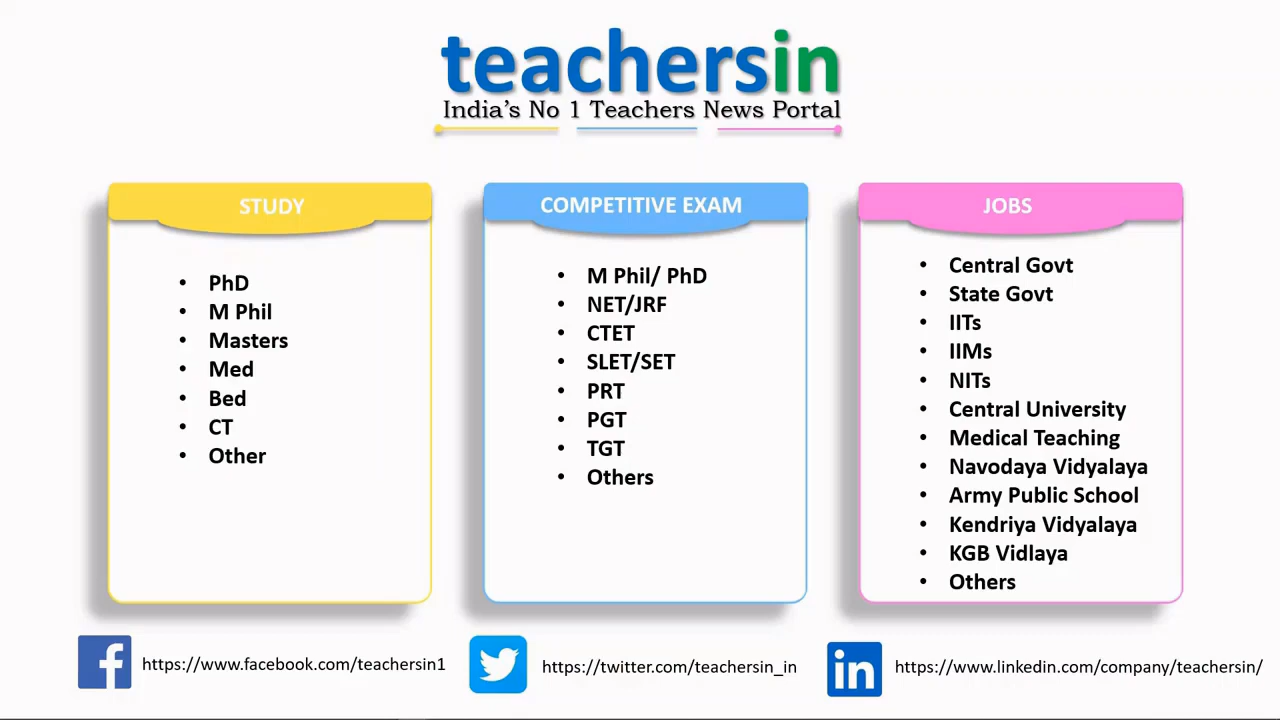 teachersin
India's No 1 Teachers News Portal
STUDY
• PhD
• M Phil
• Masters
• Med
• Bed
• CT
• Other
COMPETITIVE EXAM
• M Phil/ PhD
• NET/JRF
• CTET
• SLET/SET
• PRT
• PGT
• TGT
• Others
JOBS
• Central Govt
• State Govt
• IITs
• IIMs
• NITs
• Central University
• Medical Teaching
• Navodaya Vidyalaya
• Army Public School
• Kendriya Vidyalaya
• KGB Vidlaya
• Others
f https://www.facebook.com/teachersin1
https://twitter.com/teachersin_in
in https://www.linkedin.com/company/teachersin/